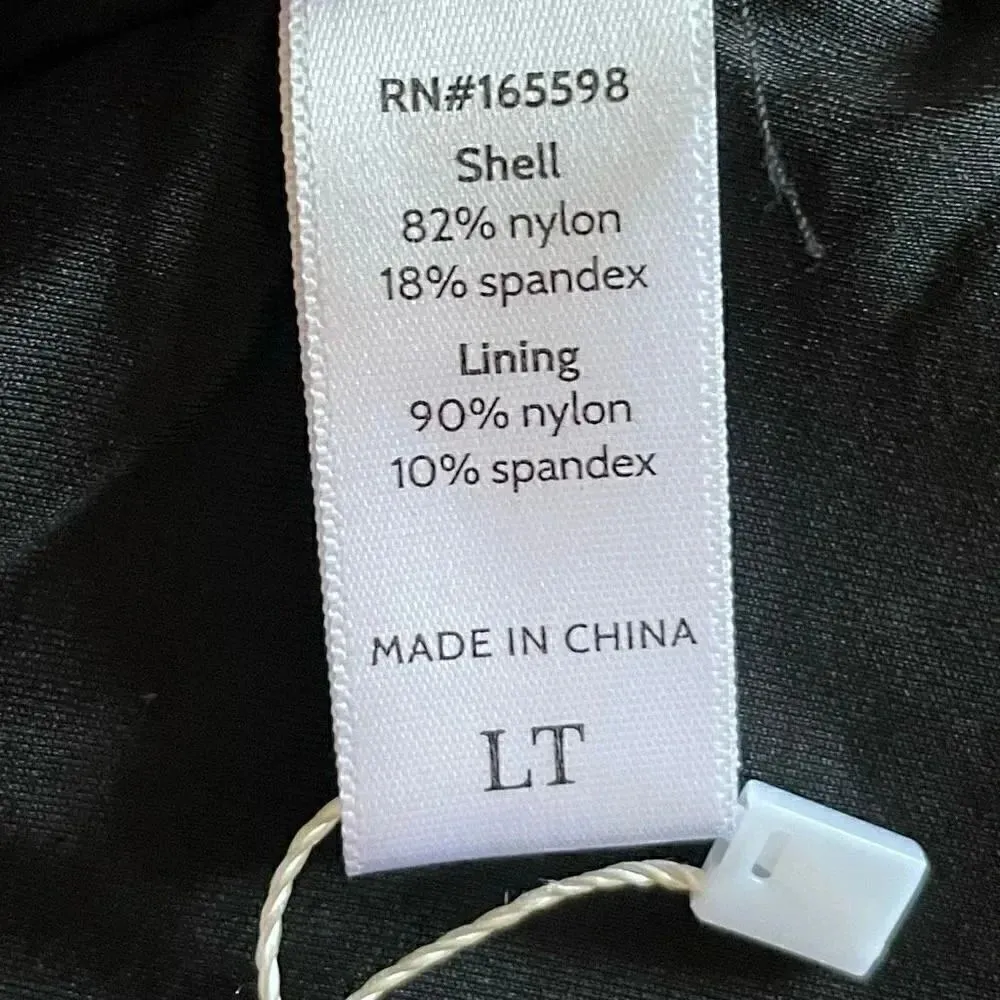 RN#165598
Shell
82% nylon
18% spandex
Lining
90% nylon
10% spandex
MADE IN CHINA
LT